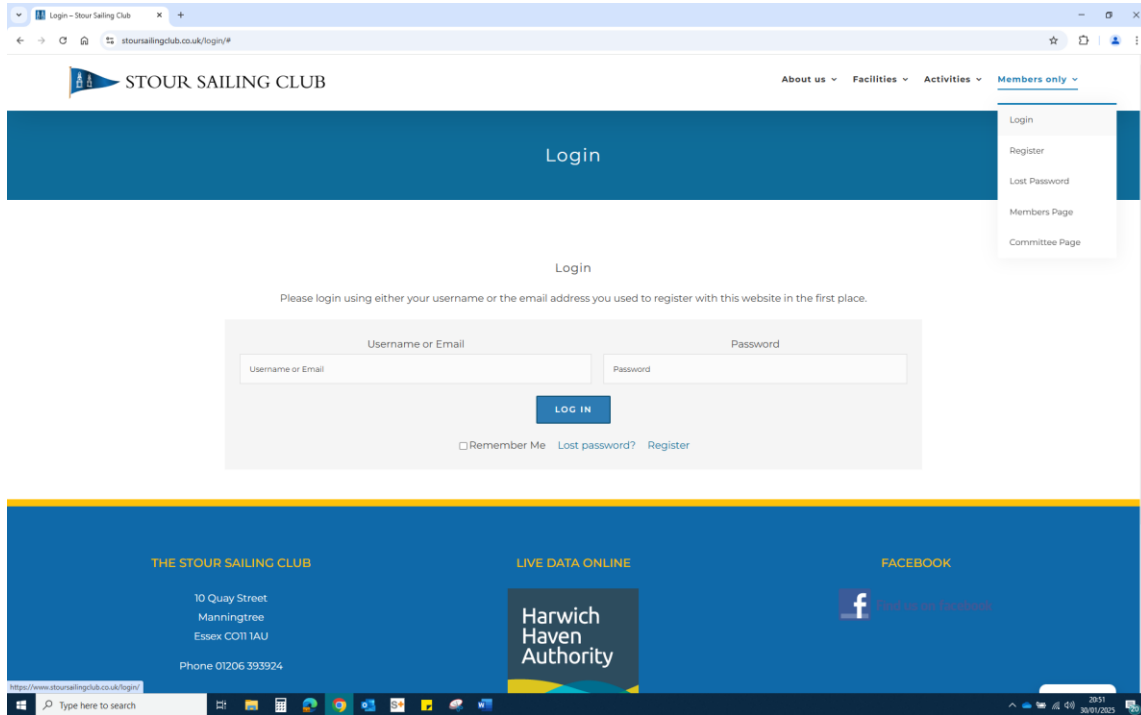 Login – Stour Sailing Club
stoursailingclub.co.uk/login/#
STOUR SAILING CLUB
About us
Facilities
Activities
Members only
Login
Register
Lost Password
Members Page
Committee Page
Login
Login
Please login using either your username or the email address you used to register with this website in the first place.
Username or Email
Password
Username or Email
Password
LOG IN
Remember Me Lost password? Register
THE STOUR SAILING CLUB
10 Quay Street
Manningtree
Essex CO11 1AU
Phone 01206 393924
LIVE DATA ONLINE
Harwich
Haven
Authority
FACEBOOK
f
Find us on Facebook
https://www.stoursailingclub.co.uk/login/
Type here to search
S+
20:51
30/01/2025